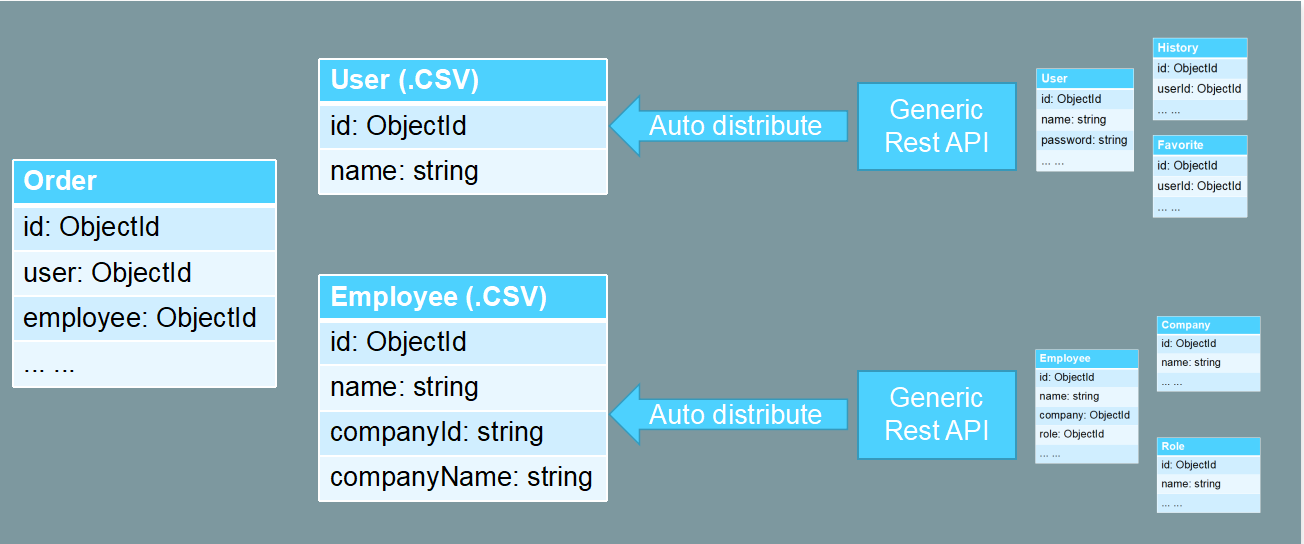 Order
id: ObjectId
user: ObjectId
employee: ObjectId
... ...
User (.CSV)
id: ObjectId
name: string
Auto distribute
Generic
Rest API
User
id: ObjectId
name: string
password: string
... ...
History
id: ObjectId
userId: ObjectId
... ...
Favorite
id: ObjectId
userId: ObjectId
... ...
Employee (.CSV)
id: ObjectId
name: string
companyId: string
companyName: string
Auto distribute
Generic
Rest API
Employee
id: ObjectId
name: string
company: ObjectId
role: ObjectId
... ...
Company
id: ObjectId
name: string
... ...
Role
id: ObjectId
name: string
... ...